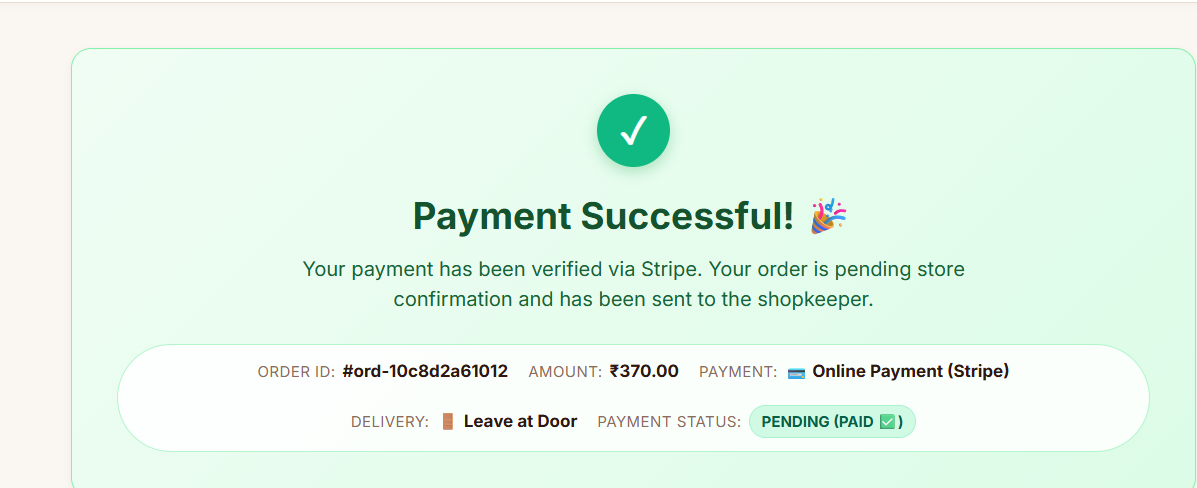 ✓
Payment Successful! 🎉
Your payment has been verified via Stripe. Your order is pending store
confirmation and has been sent to the shopkeeper.
ORDER ID: #ord-10c8d2a61012 AMOUNT: ₹370.00 PAYMENT: 💳 Online Payment (Stripe)
DELIVERY: 🚪 Leave at Door PAYMENT STATUS: PENDING (PAID ✅)